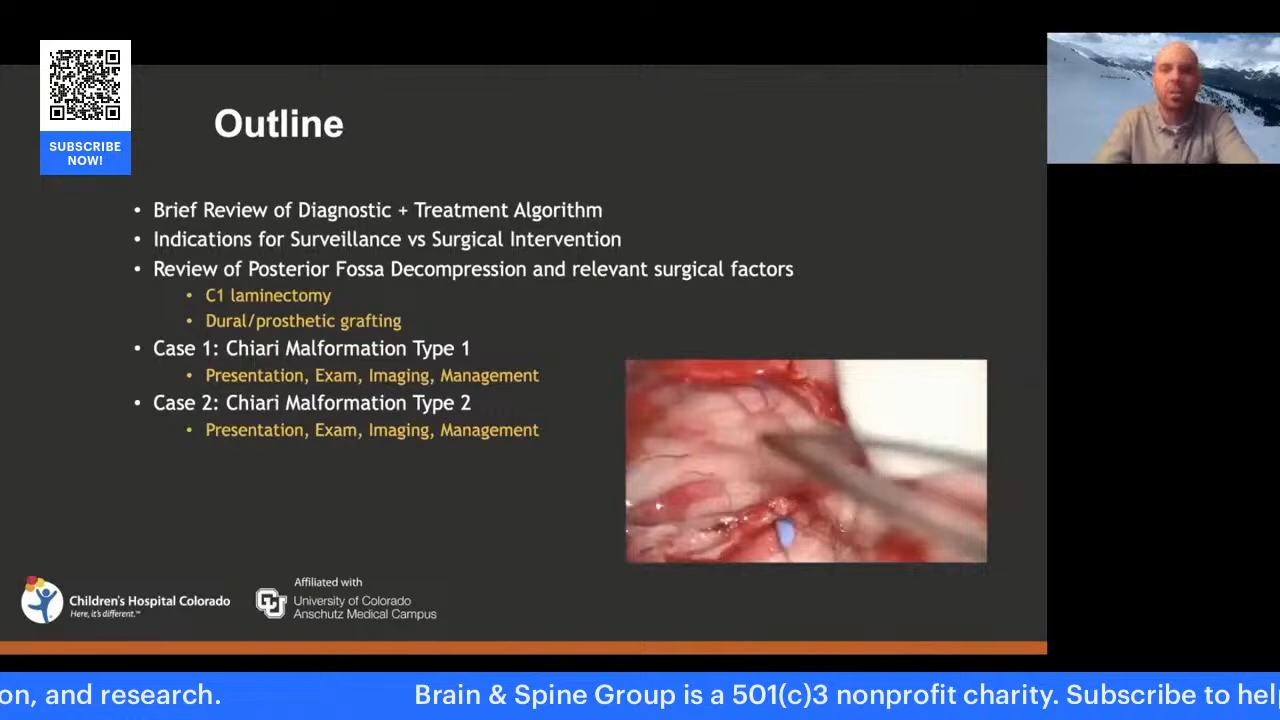 SUBSCRIBE
NOW!
Outline
• Brief Review of Diagnostic + Treatment Algorithm
• Indications for Surveillance vs Surgical Intervention
• Review of Posterior Fossa Decompression and relevant surgical factors
• C1 laminectomy
• Dural/prosthetic grafting
• Case 1: Chiari Malformation Type 1
• Presentation, Exam, Imaging, Management
• Case 2: Chiari Malformation Type 2
• Presentation, Exam, Imaging, Management
Children's Hospital Colorado
Here, it's different.™
Affiliated with
University of Colorado
Anschutz Medical Campus
on, and research.
Brain & Spine Group is a 501(c)3 nonprofit charity. Subscribe to hel